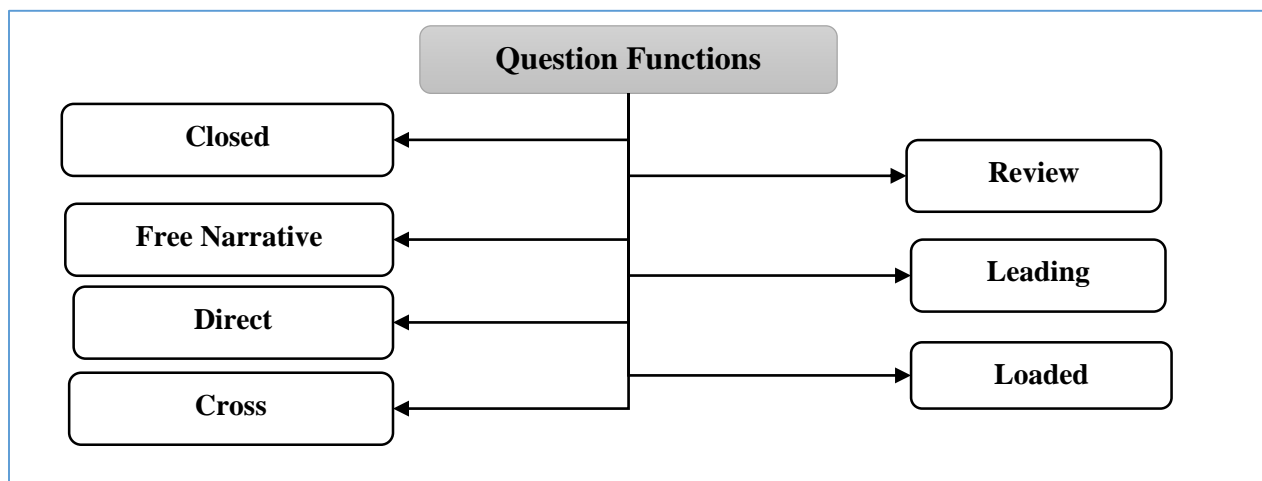 Question Functions
Closed
Free Narrative
Direct
Cross
Review
Leading
Loaded